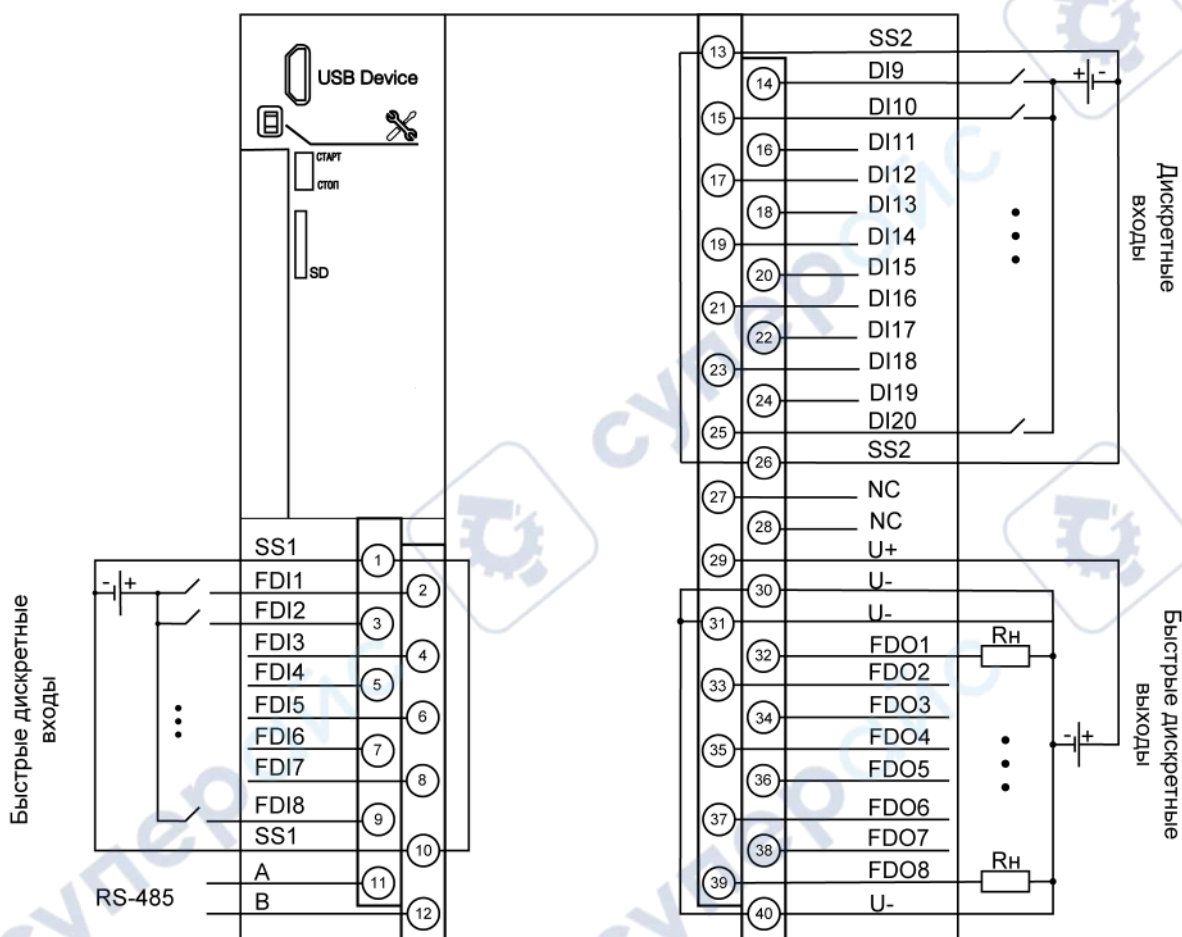 USB Device
СТАРТ
СТОП
SD
Быстрые дискретные
входы
- +
SS1 1
FDI1 2
FDI2 3
FDI3 4
FDI4 5
FDI5 6
FDI6 7
FDI7 8
FDI8 9
SS1 10
RS-485
A 11
B 12
13 SS2
14 DI9
+ -
15 DI10
16 DI11
17 DI12
18 DI13
19 DI14
20 DI15
21 DI16
22 DI17
23 DI18
24 DI19
25 DI20
26 SS2
Дискретные
входы
27 NC
28 NC
29 U+
30 U-
31 U-
32 FDO1 Rн
33 FDO2
34 FDO3
35 FDO4
- +
36 FDO5
37 FDO6
38 FDO7
39 FDO8 Rн
40 U-
Быстрые дискретные
выходы
суперойс
суперойс
суперойс